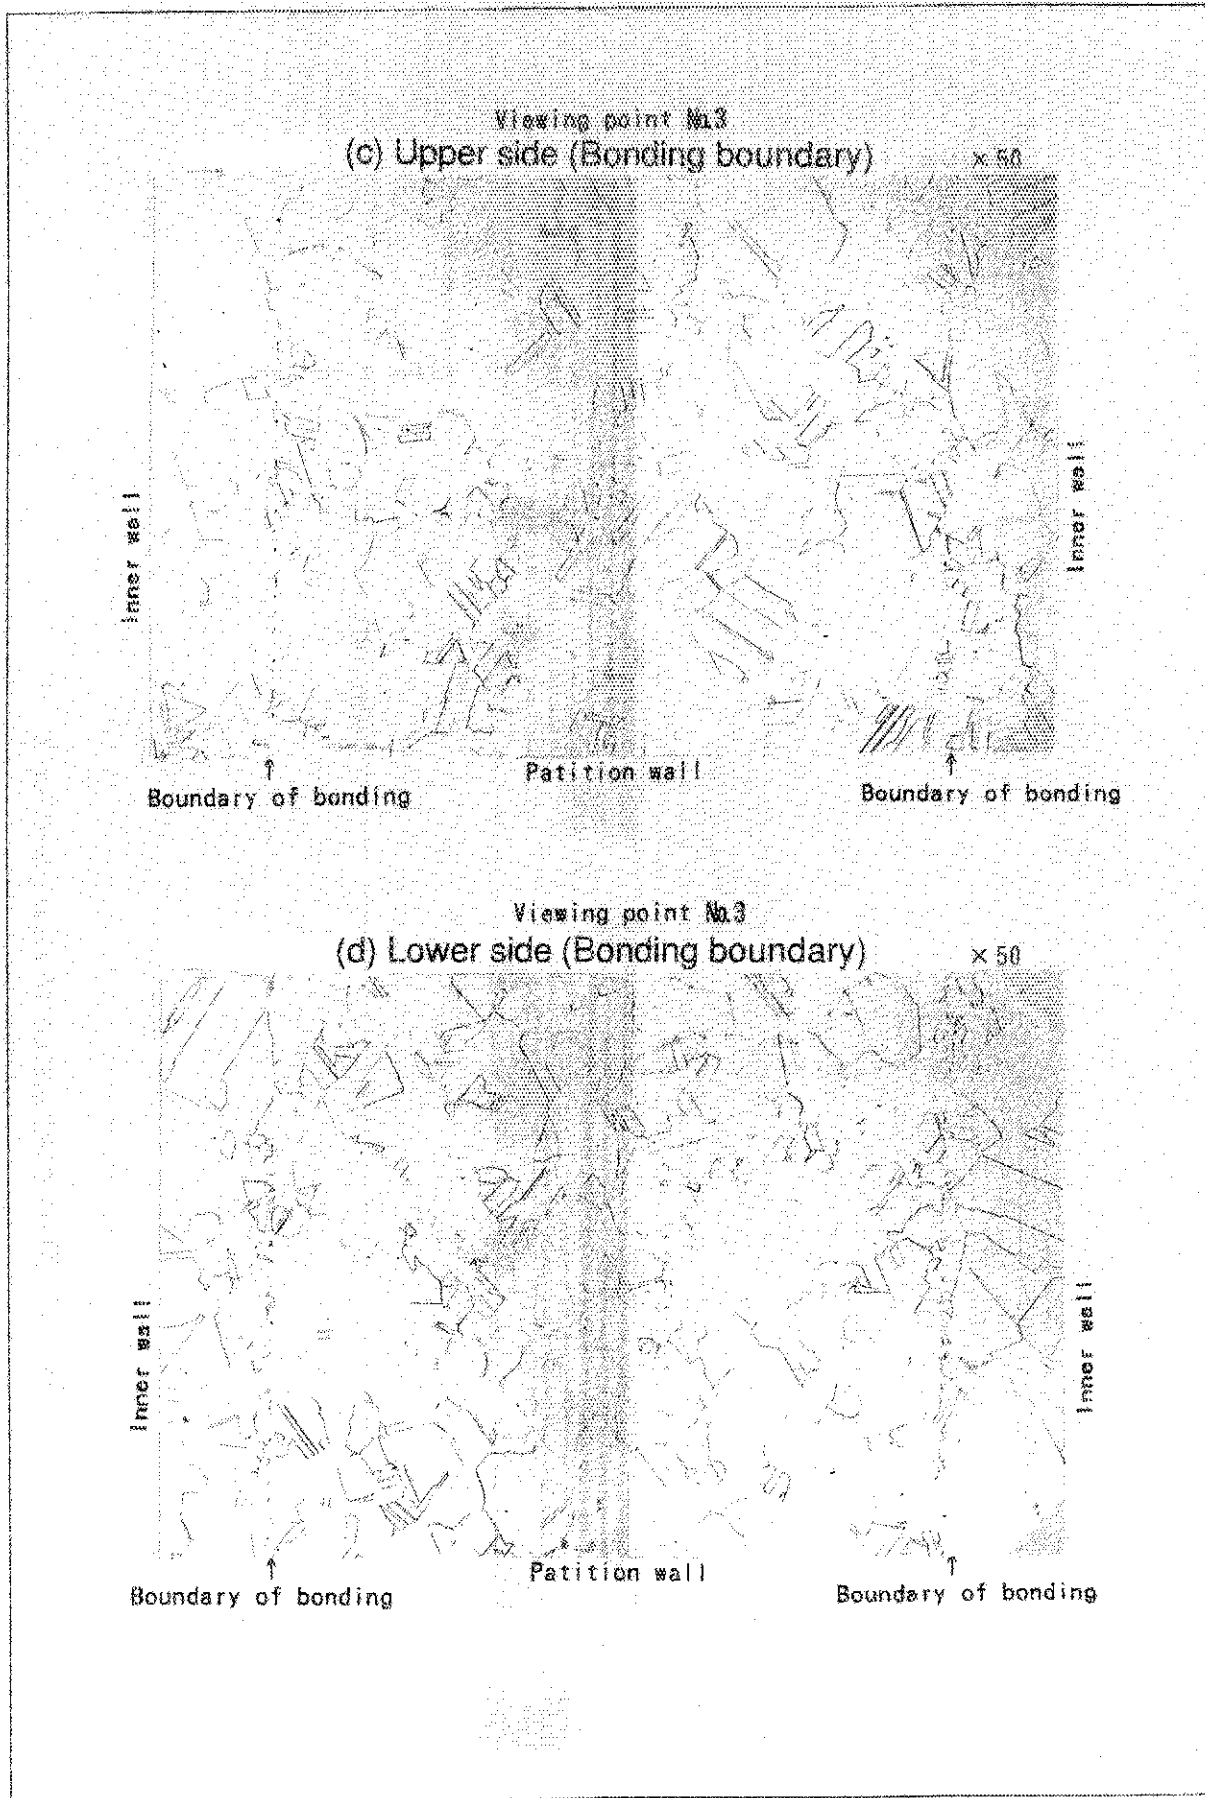 Viewing point No.3
(c) Upper side (Bonding boundary) × 50
Inner wall
Inner wall
Patition wall
Boundary of bonding
Boundary of bonding
Viewing point No.3
(d) Lower side (Bonding boundary) × 50
Inner wall
Inner wall
Patition wall
Boundary of bonding
Boundary of bonding